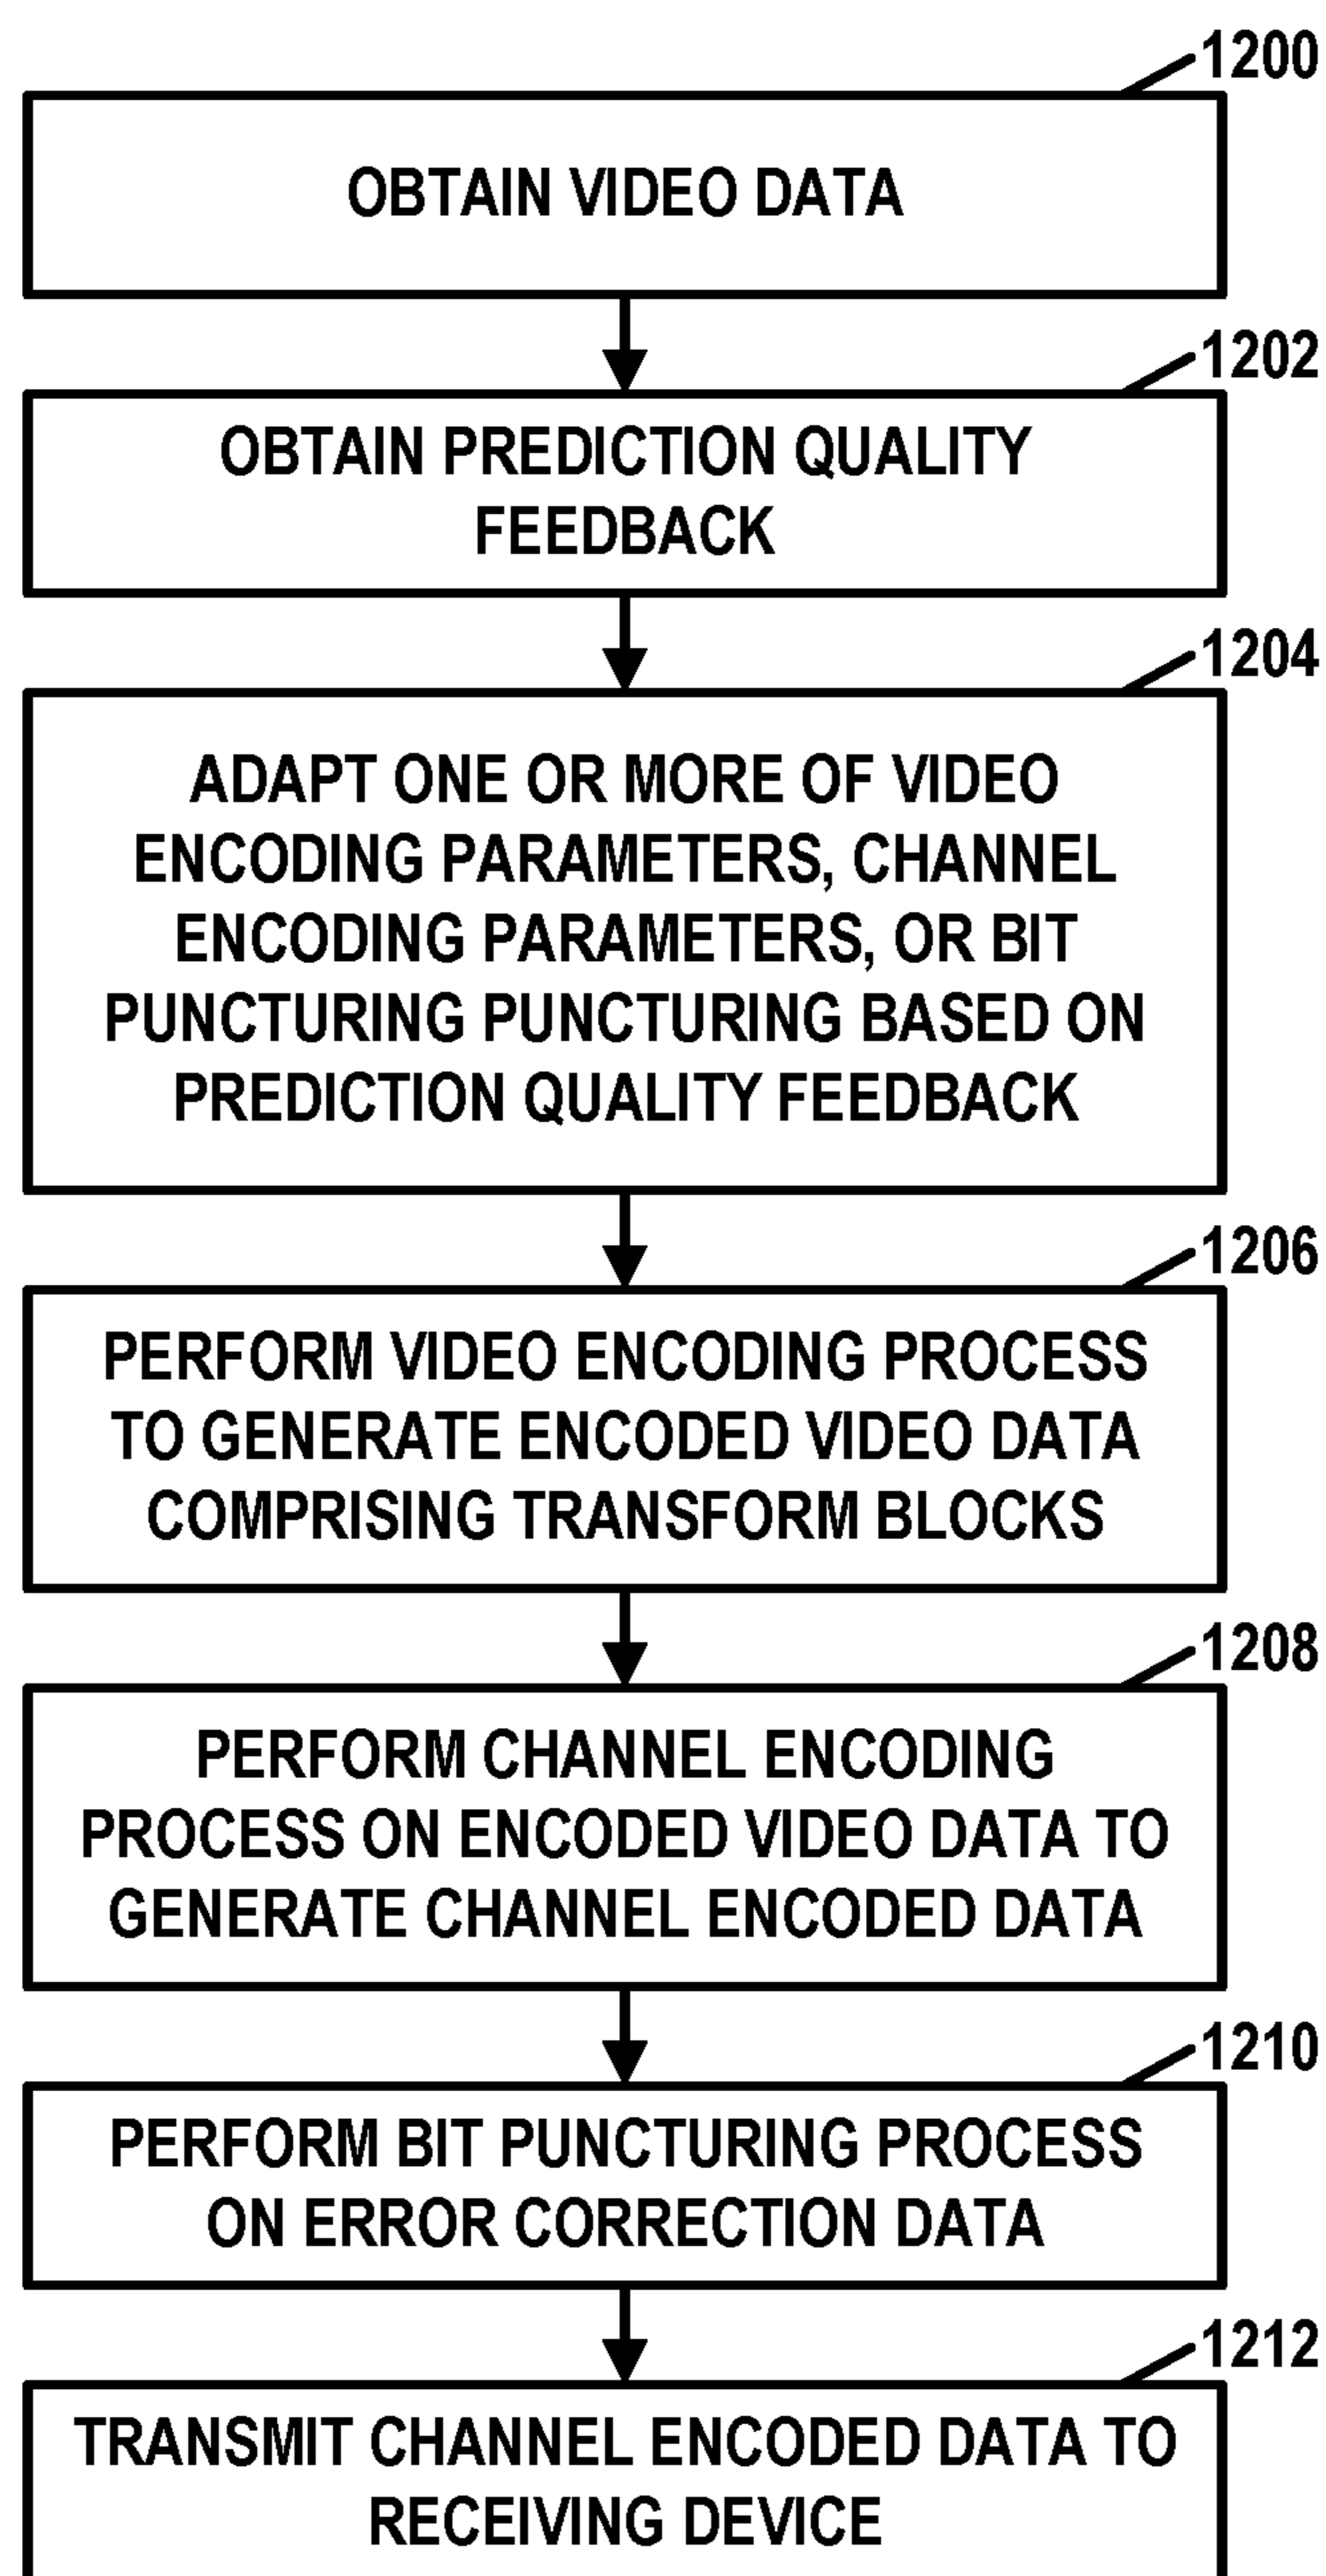 1200
OBTAIN VIDEO DATA
1202
OBTAIN PREDICTION QUALITY
FEEDBACK
1204
ADAPT ONE OR MORE OF VIDEO
ENCODING PARAMETERS, CHANNEL
ENCODING PARAMETERS, OR BIT
PUNCTURING PUNCTURING BASED ON
PREDICTION QUALITY FEEDBACK
1206
PERFORM VIDEO ENCODING PROCESS
TO GENERATE ENCODED VIDEO DATA
COMPRISING TRANSFORM BLOCKS
1208
PERFORM CHANNEL ENCODING
PROCESS ON ENCODED VIDEO DATA TO
GENERATE CHANNEL ENCODED DATA
1210
PERFORM BIT PUNCTURING PROCESS
ON ERROR CORRECTION DATA
1212
TRANSMIT CHANNEL ENCODED DATA TO
RECEIVING DEVICE